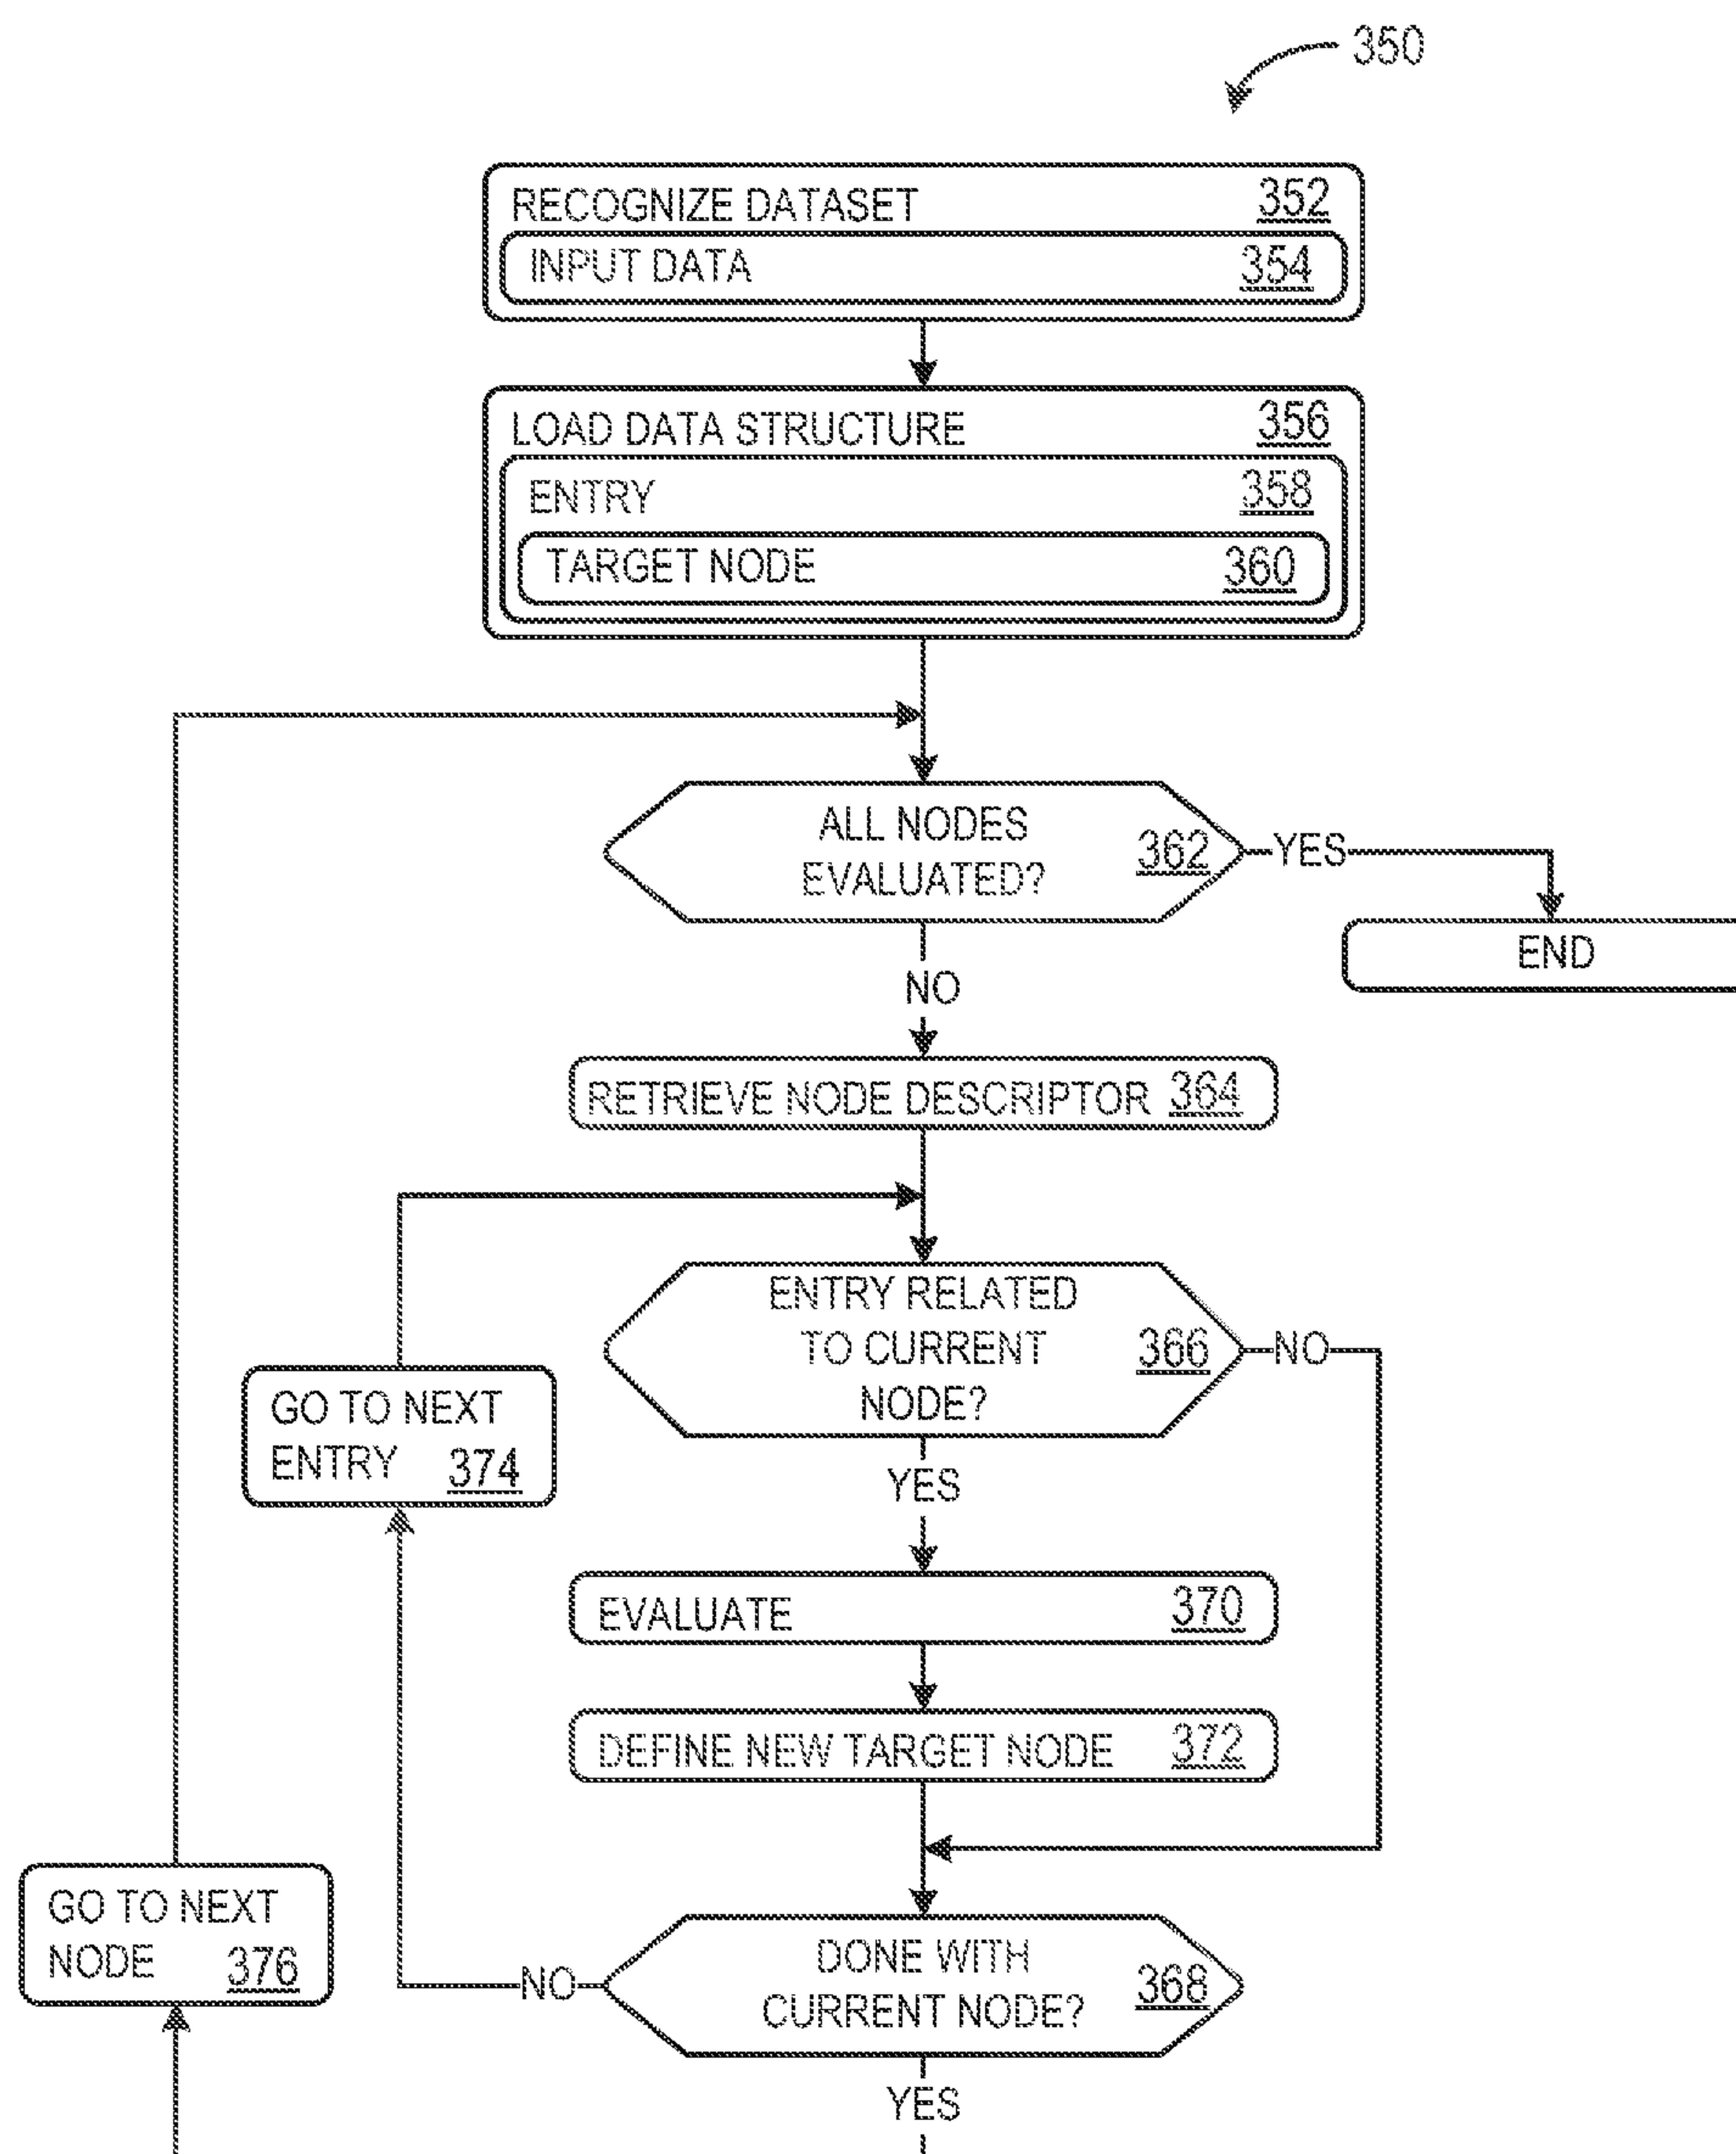 350
RECOGNIZE DATASET 352
INPUT DATA 354
LOAD DATA STRUCTURE 356
ENTRY 358
TARGET NODE 360
ALL NODES
EVALUATED? 362
YES
END
NO
RETRIEVE NODE DESCRIPTOR 364
ENTRY RELATED
TO CURRENT
NODE? 366
NO
GO TO NEXT
ENTRY 374
YES
EVALUATE 370
DEFINE NEW TARGET NODE 372
GO TO NEXT
NODE 376
DONE WITH
CURRENT NODE? 368
NO
YES